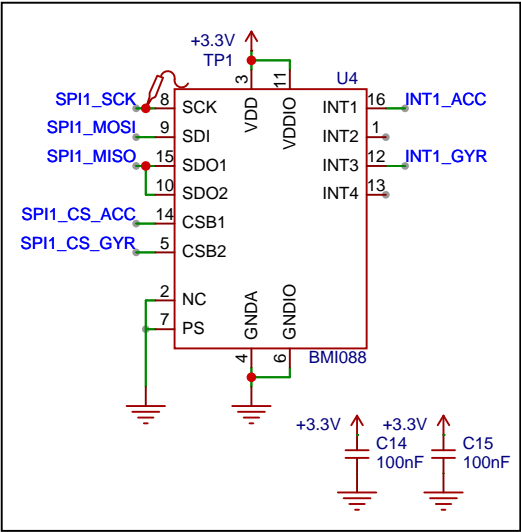 +3.3V
TP1
3
11
U4
VDD
VDDIO
SPI1_SCK
8
SCK
INT1
16
INT1_ACC
SPI1_MOSI
9
SDI
INT2
1
SPI1_MISO
15
SDO1
INT3
12
INT1_GYR
10
SDO2
INT4
13
SPI1_CS_ACC
14
CSB1
SPI1_CS_GYR
5
CSB2
2
NC
7
PS
GNDA
GNDIO
4
6
BMI088
+3.3V
C14
100nF
+3.3V
C15
100nF